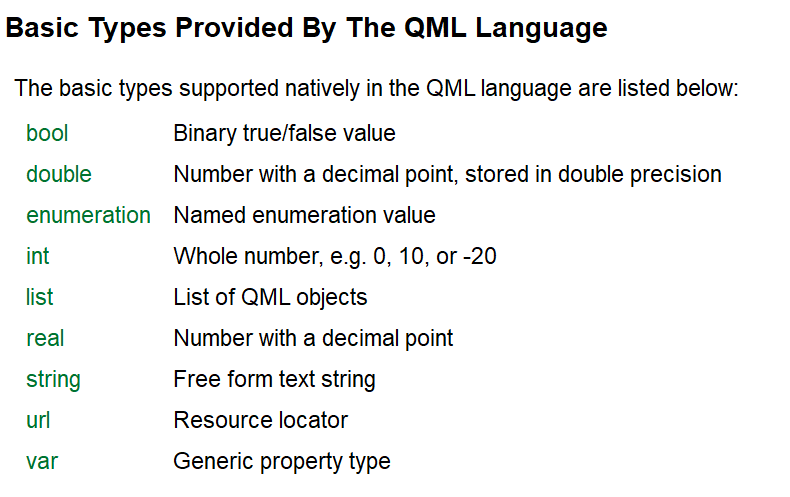 Basic Types Provided By The QML Language
The basic types supported natively in the QML language are listed below:
bool Binary true/false value
double Number with a decimal point, stored in double precision
enumeration Named enumeration value
int Whole number, e.g. 0, 10, or -20
list List of QML objects
real Number with a decimal point
string Free form text string
url Resource locator
var Generic property type